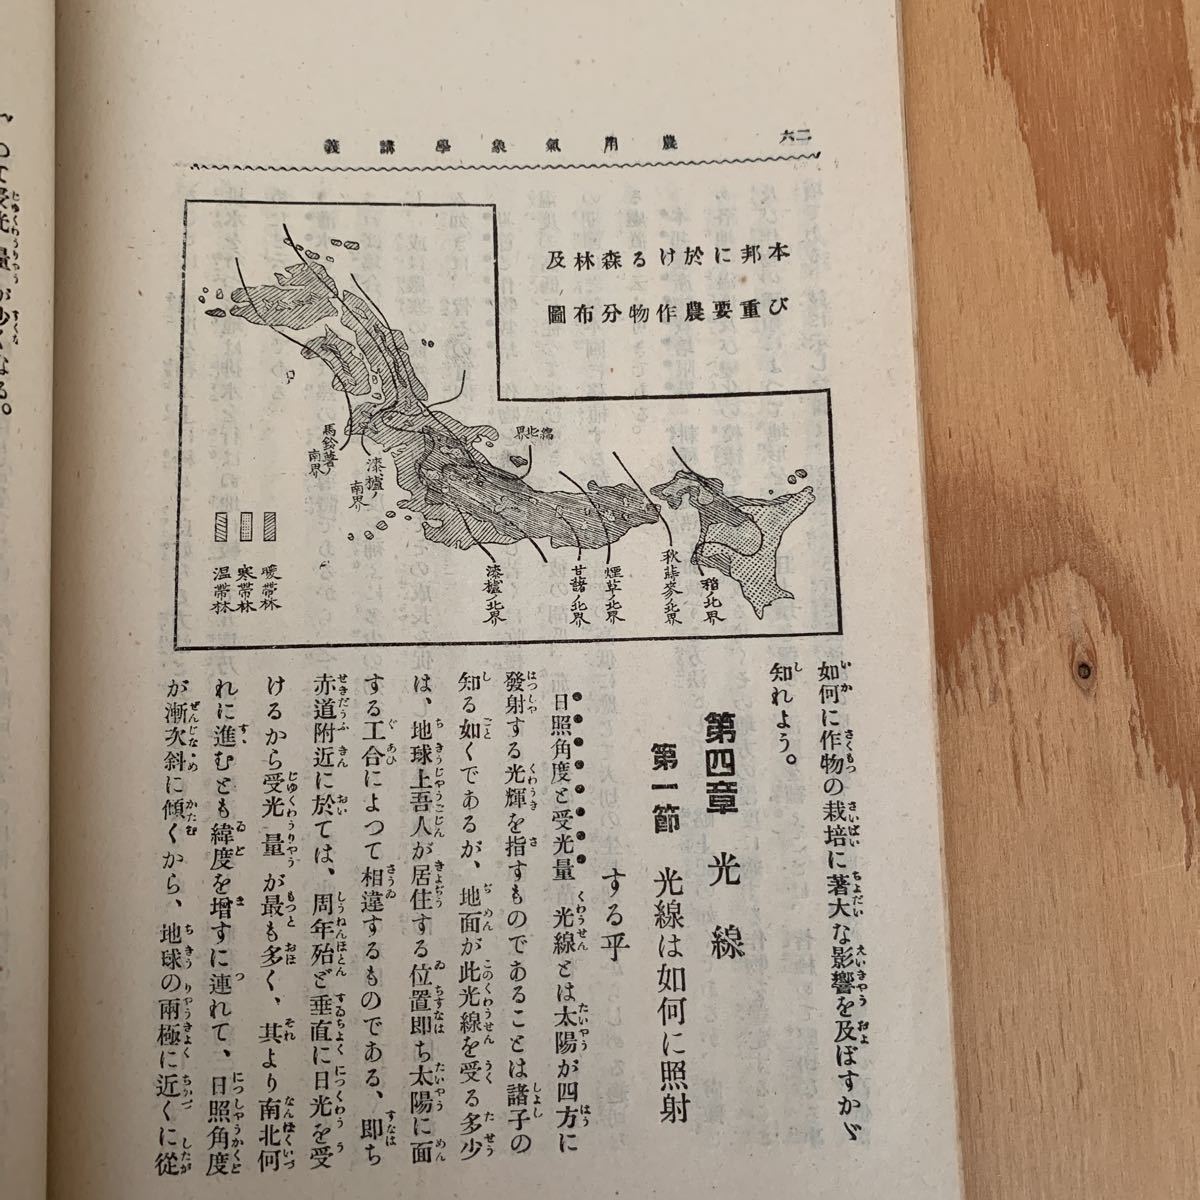 二六
農用氣象學講義
本邦に於ける森林及
び重要農作物分布圖
稻ノ北界
秋蕎麥ノ北界
煙草ノ北界
甘藷ノ北界
漆櫨ノ北界
綿北界
漆櫨ノ南界
馬鈴薯ノ南界
暖帶林
寒帶林
温帶林
如何に作物の栽培に著大な影響を及ぼすかゞ
知れよう。
第四章　光線
第一節　光線は如何に照射
する乎
日照角度と受光量　光線とは太陽が四方に
發射する光輝を指すものであることは諸子の
知る如くであるが、地面が此光線を受る多少
は、地球上吾人が居住する位置即ち太陽に面
する工合によつて相違するものである、即ち
赤道附近に於ては、周年殆ど垂直に日光を受
けるから受光量が最も多く、其より南北何
れに進むとも緯度を增すに連れて、日照角度
が漸次斜に傾くから、地球の兩極に近くに從
て受光量が少くなる。